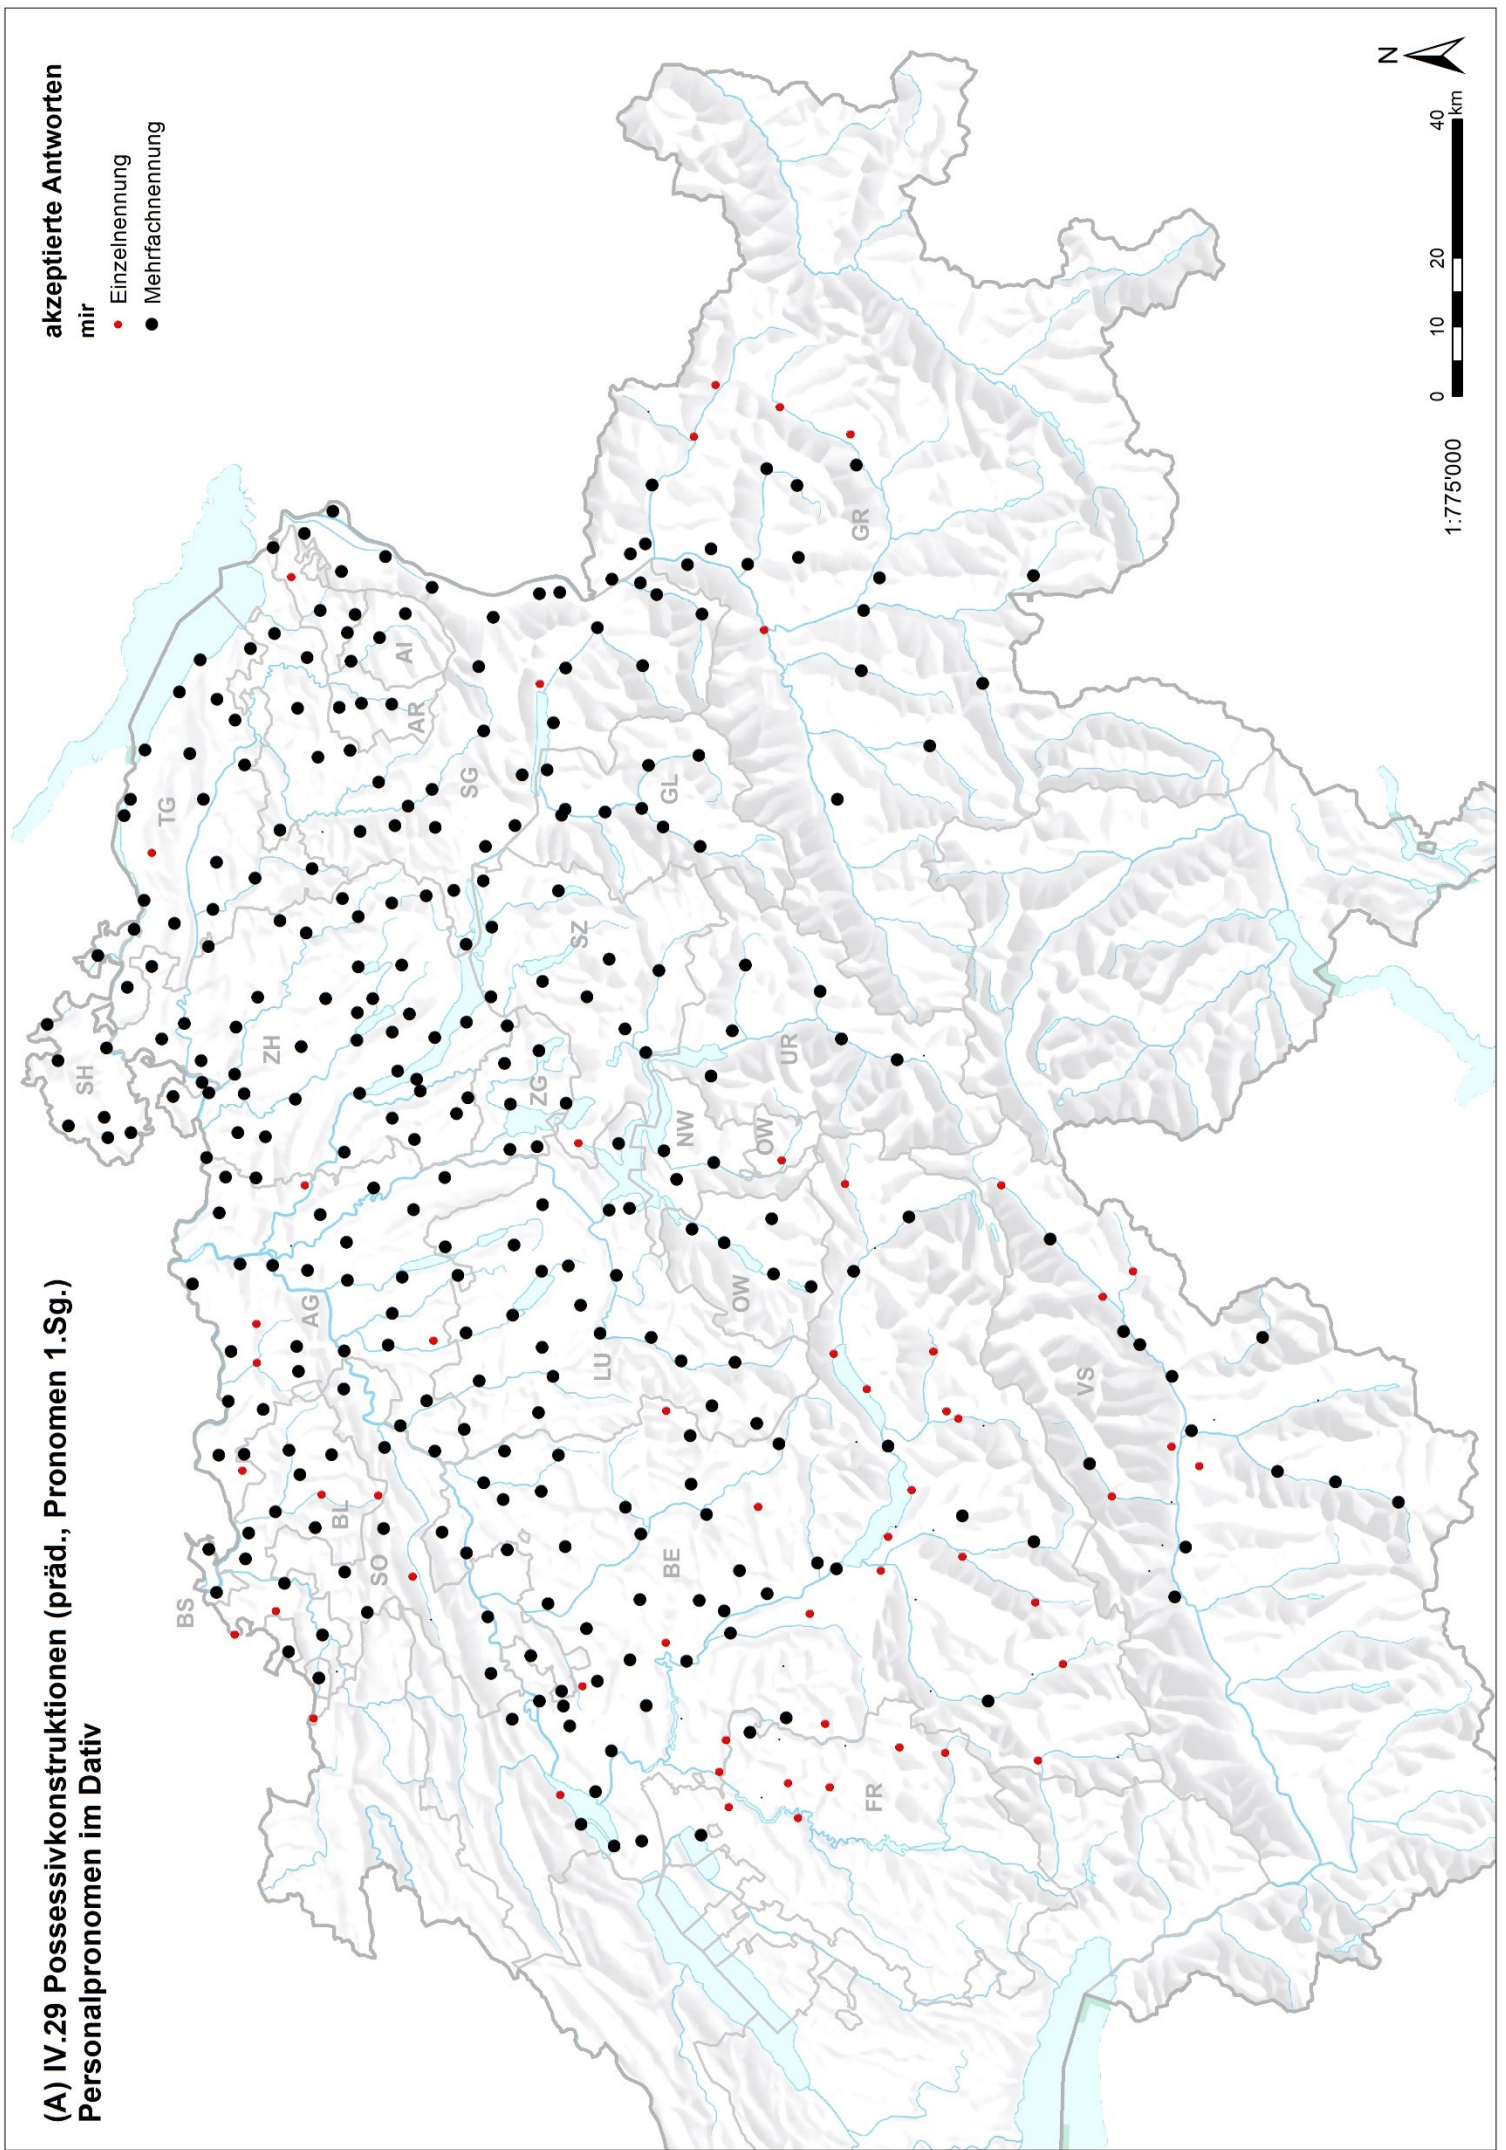 (A) IV.29 Possessivkonstruktionen (präd., Pronomen 1.Sg.)
Personalpronomen im Dativ
akzeptierte Antworten
mir
Einzelnennung
Mehrfachnennung
SH
BS
TG
ZH
AG
BL
SO
AI
AR
SG
ZG
SZ
GL
LU
NW
OW
OW
UR
BE
FR
GR
VS
N
1:775'000
0 10 20 40
km